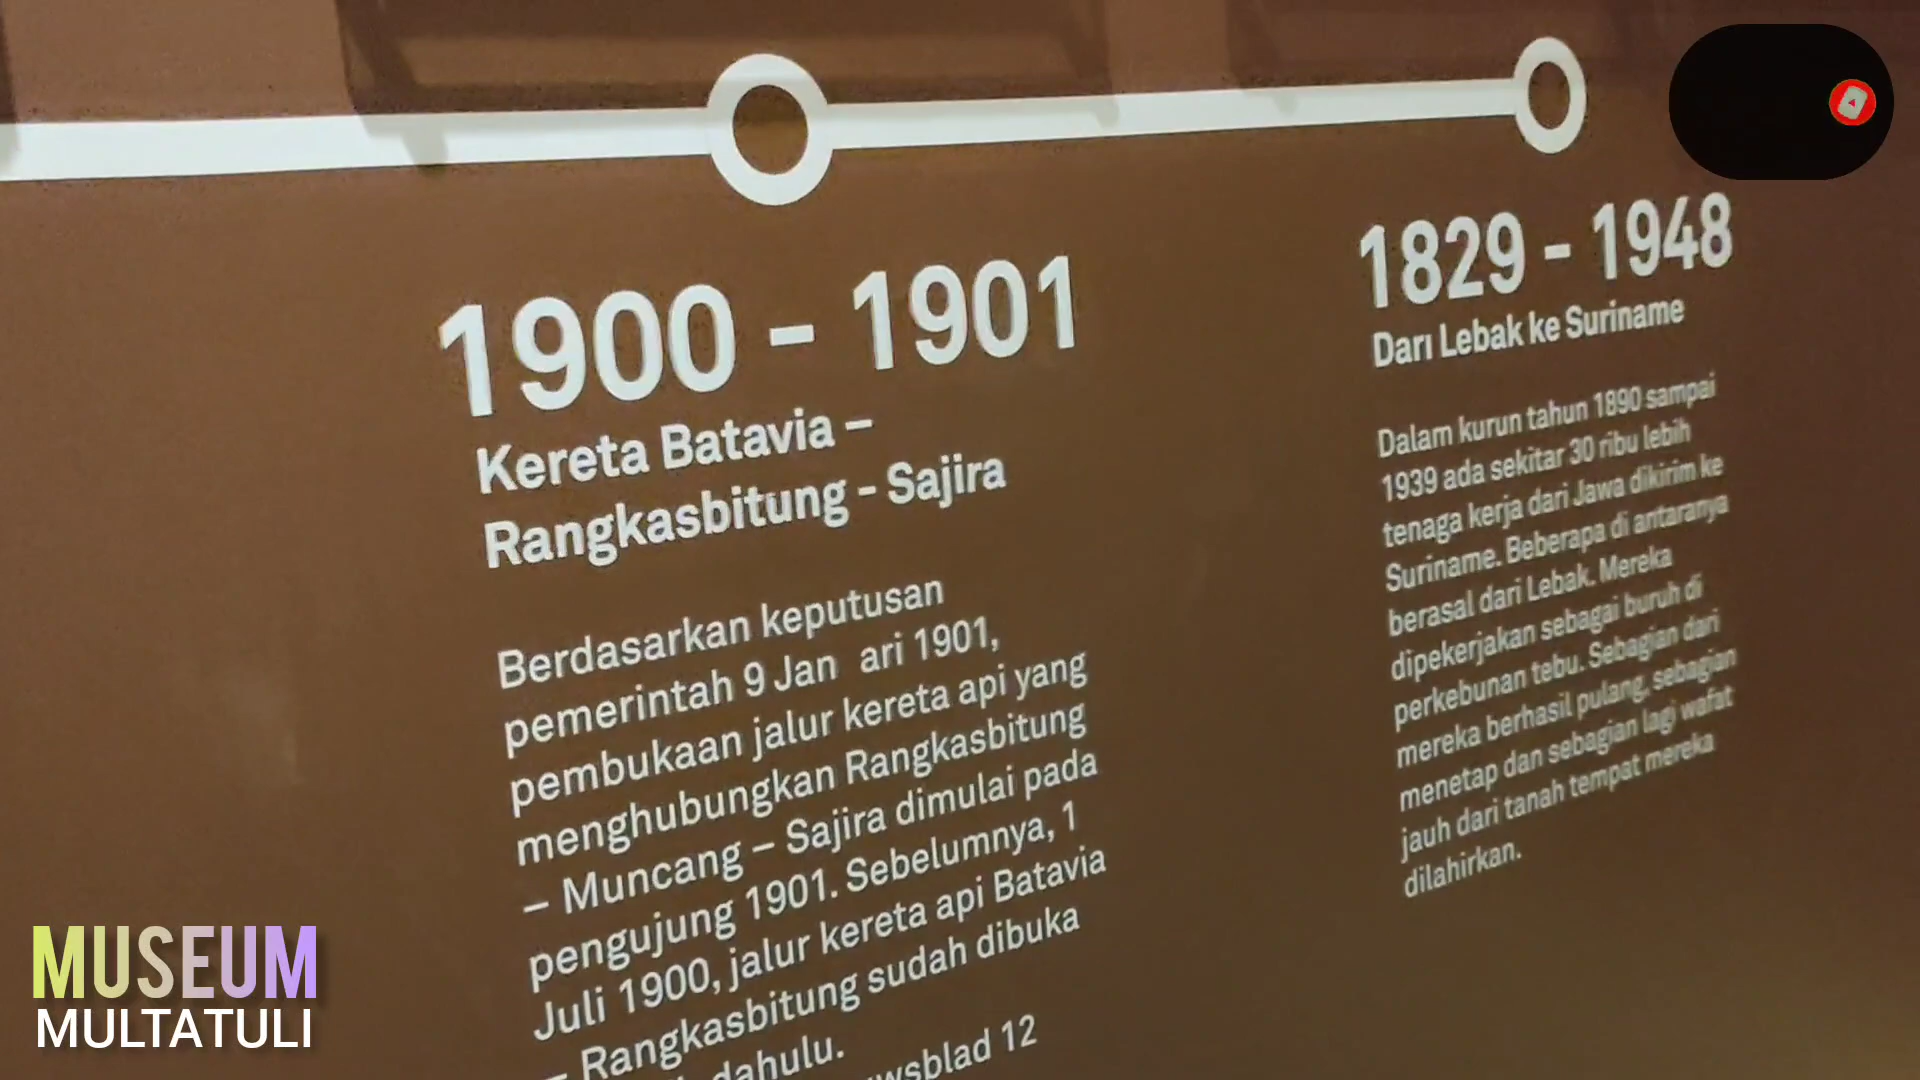 1900 - 1901
Kereta Batavia –
Rangkasbitung - Sajira
Berdasarkan keputusan
pemerintah 9 Jan ari 1901,
pembukaan jalur kereta api yang
menghubungkan Rangkasbitung
– Muncang – Sajira dimulai pada
pengujung 1901. Sebelumnya, 1
Juli 1900, jalur kereta api Batavia
– Rangkasbitung sudah dibuka
dahulu.
12
1829 - 1948
Dari Lebak ke Suriname
Dalam kurun tahun 1890 sampai
1939 ada sekitar 30 ribu lebih
tenaga kerja dari Jawa dikirim ke
Suriname. Beberapa di antaranya
berasal dari Lebak. Mereka
dipekerjakan sebagai buruh di
perkebunan tebu. Sebagian dari
mereka berhasil pulang, sebagian
menetap dan sebagian lagi wafat
jauh dari tanah tempat mereka
dilahirkan.
MUSEUM
MULTATULI